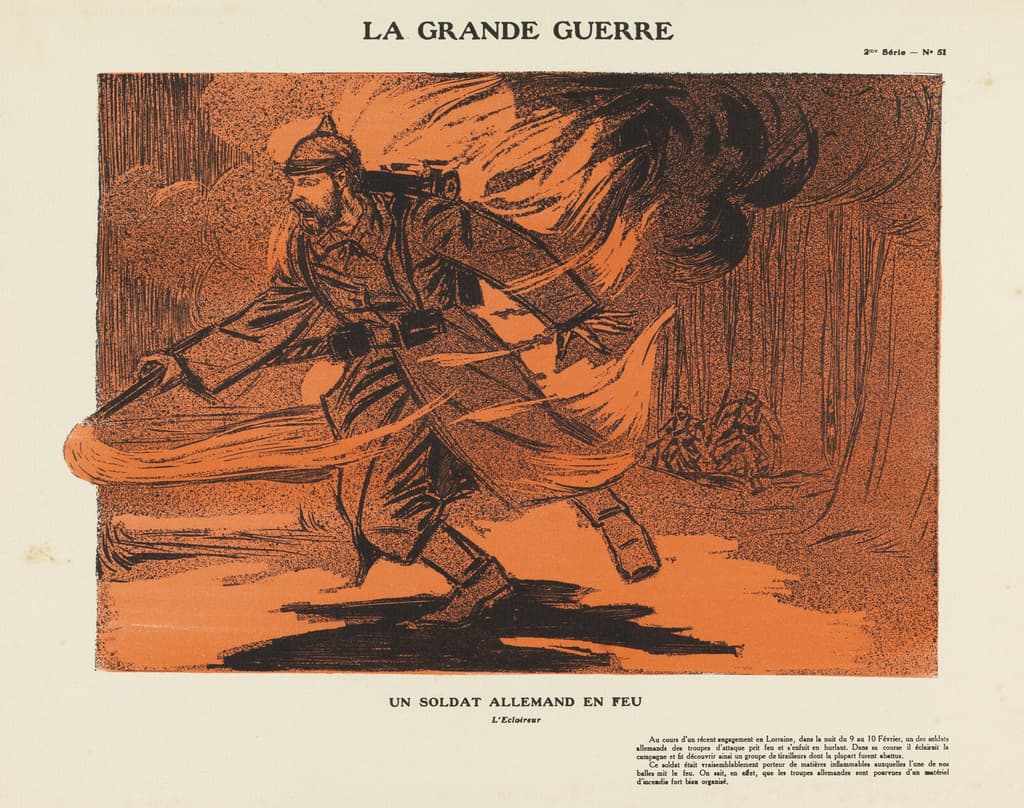 LA GRANDE GUERRE
2me Série — No 51
UN SOLDAT ALLEMAND EN FEU
L'Eclaireur
Au cours d'un récent engagement en Lorraine, dans la nuit du 9 au 10 Février, un des soldats
allemands des troupes d'attaque prit feu et s'enfuit en hurlant. Dans sa course il éclairait la
campagne et fit découvrir ainsi un groupe de tirailleurs dont la plupart furent abattus.
Ce soldat était vraisemblablement porteur de matières inflammables auxquelles l'une de nos
balles mit le feu. On sait, en effet, que les troupes allemandes sont pourvues d'un matériel
d'incendie fort bien organisé.